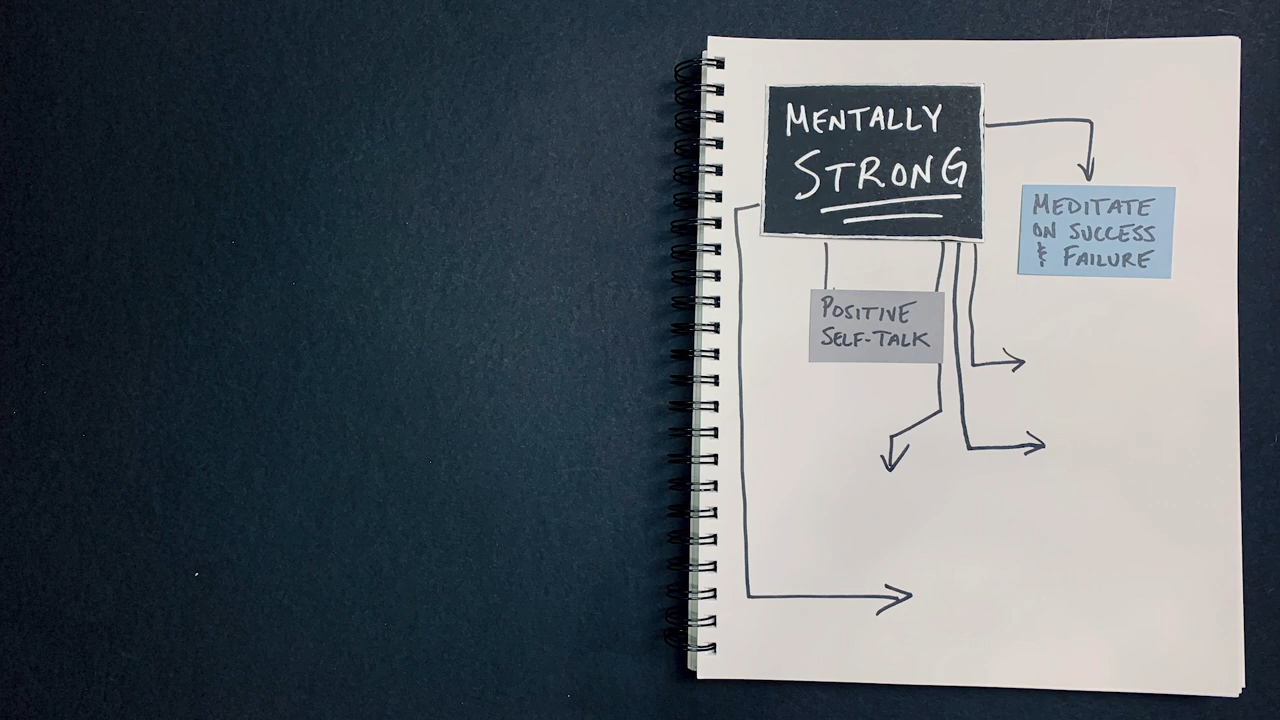 MENTALLY
STRONG
MEDITATE
ON SUCCESS
& FAILURE
POSITIVE
SELF-TALK